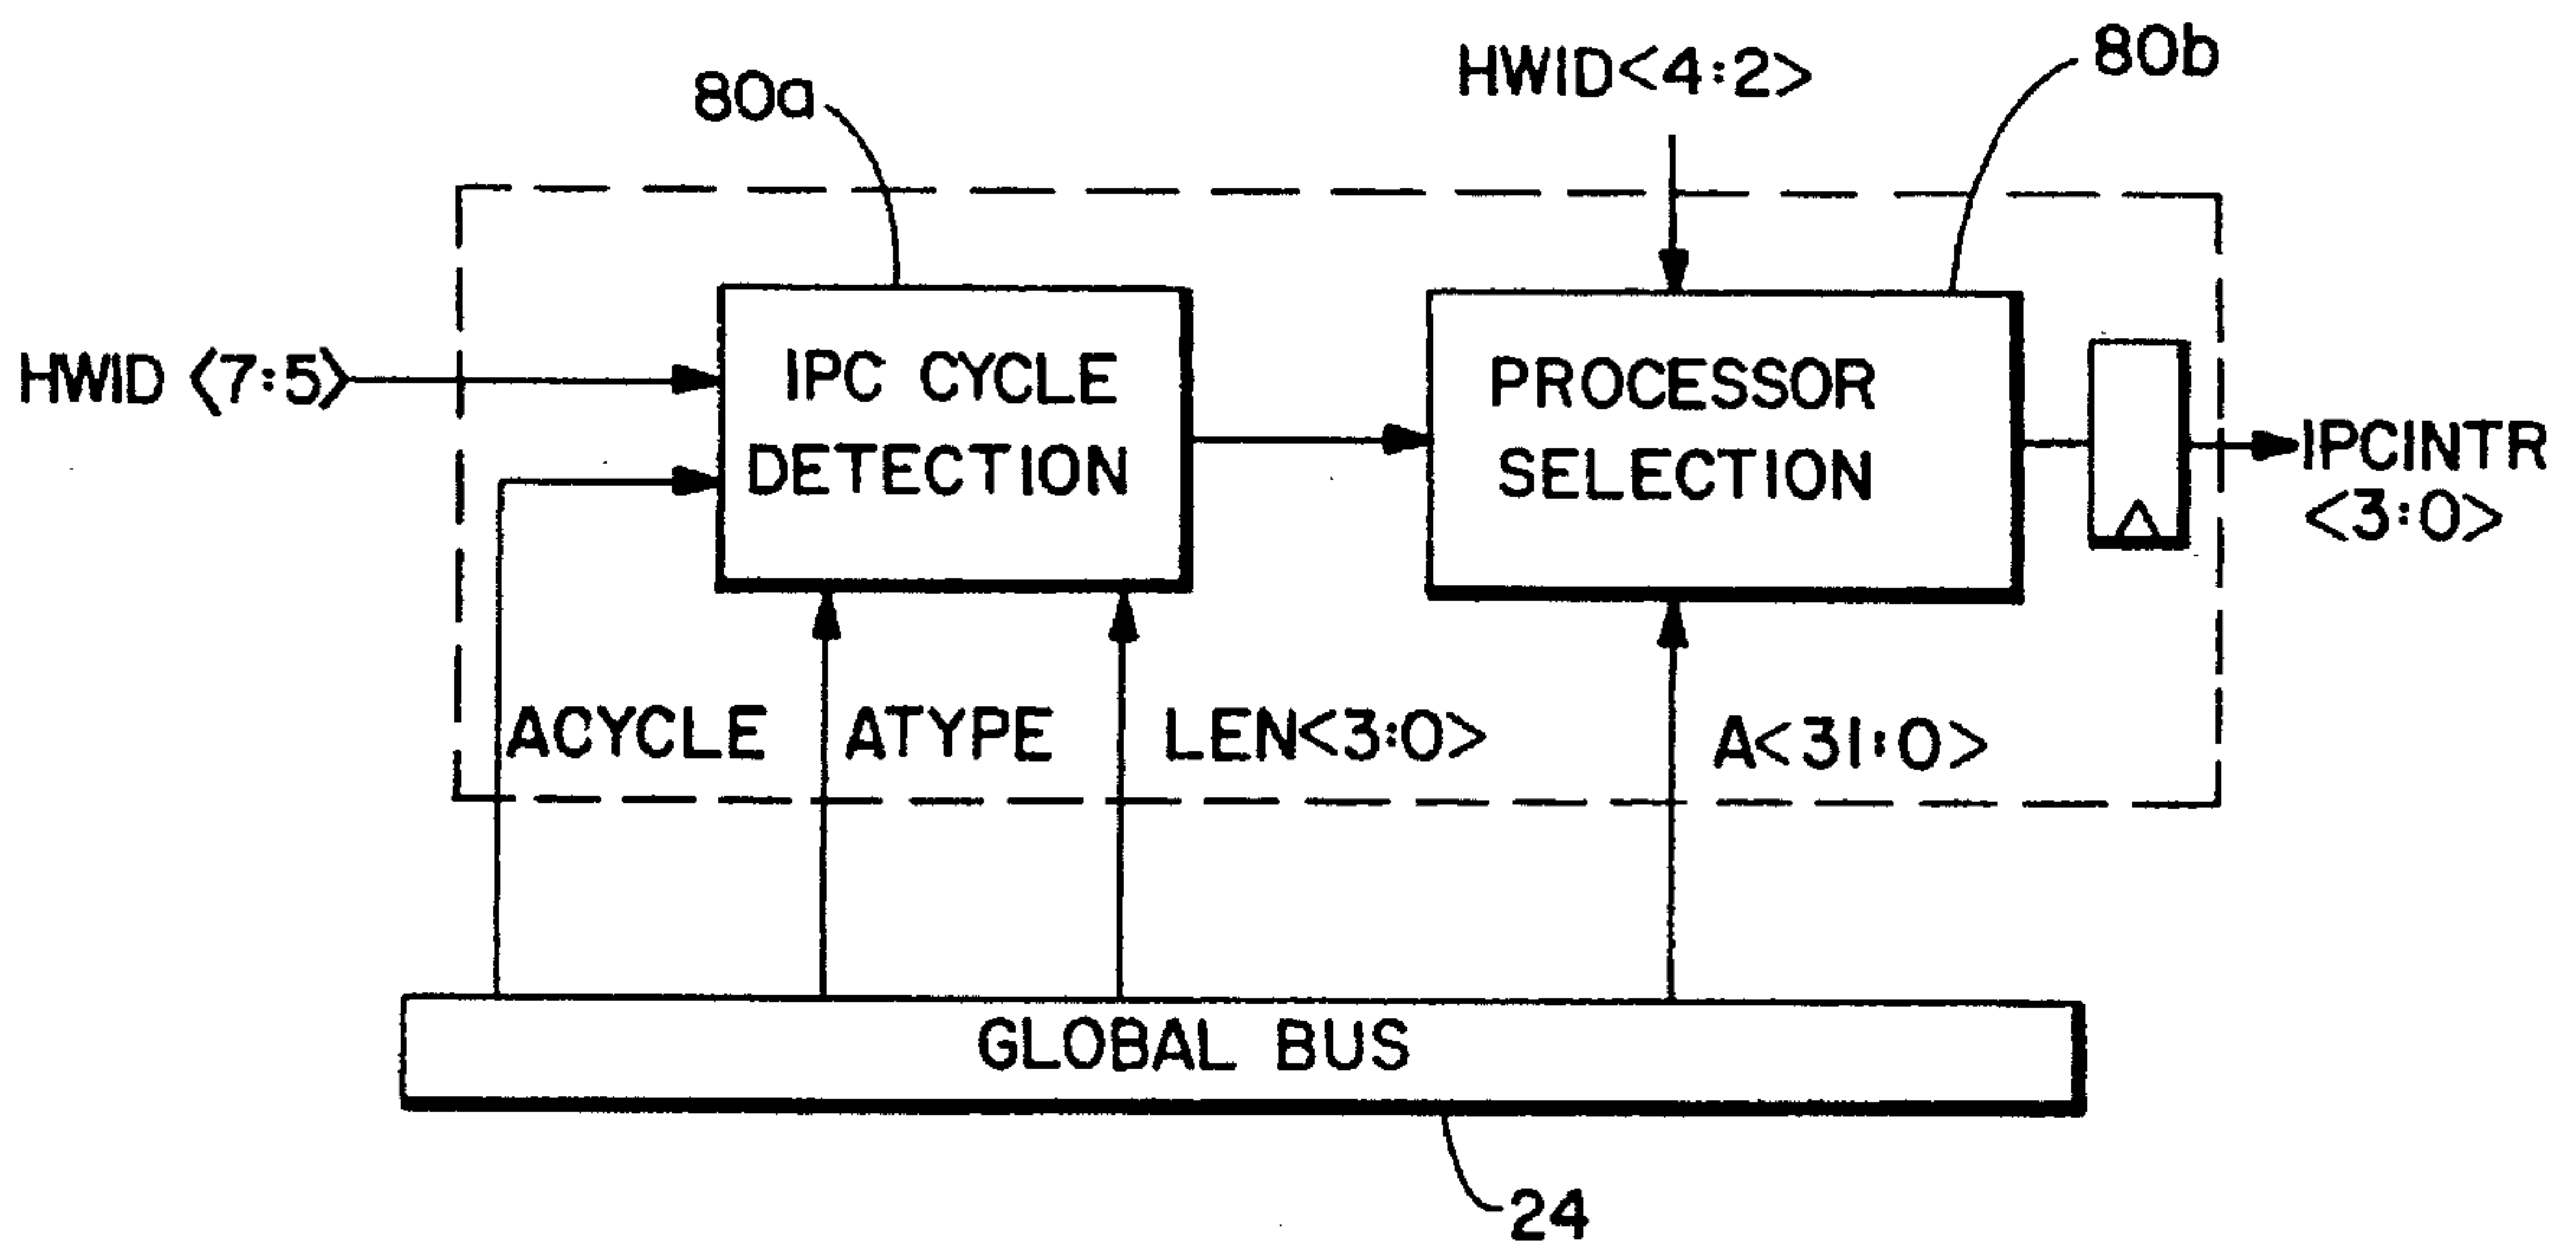 80a
HWID<4:2>
80b
HWID <7:5>
IPC CYCLE
DETECTION
PROCESSOR
SELECTION
IPCINTR
<3:0>
ACYCLE
ATYPE
LEN<3:0>
A<31:0>
GLOBAL BUS
24